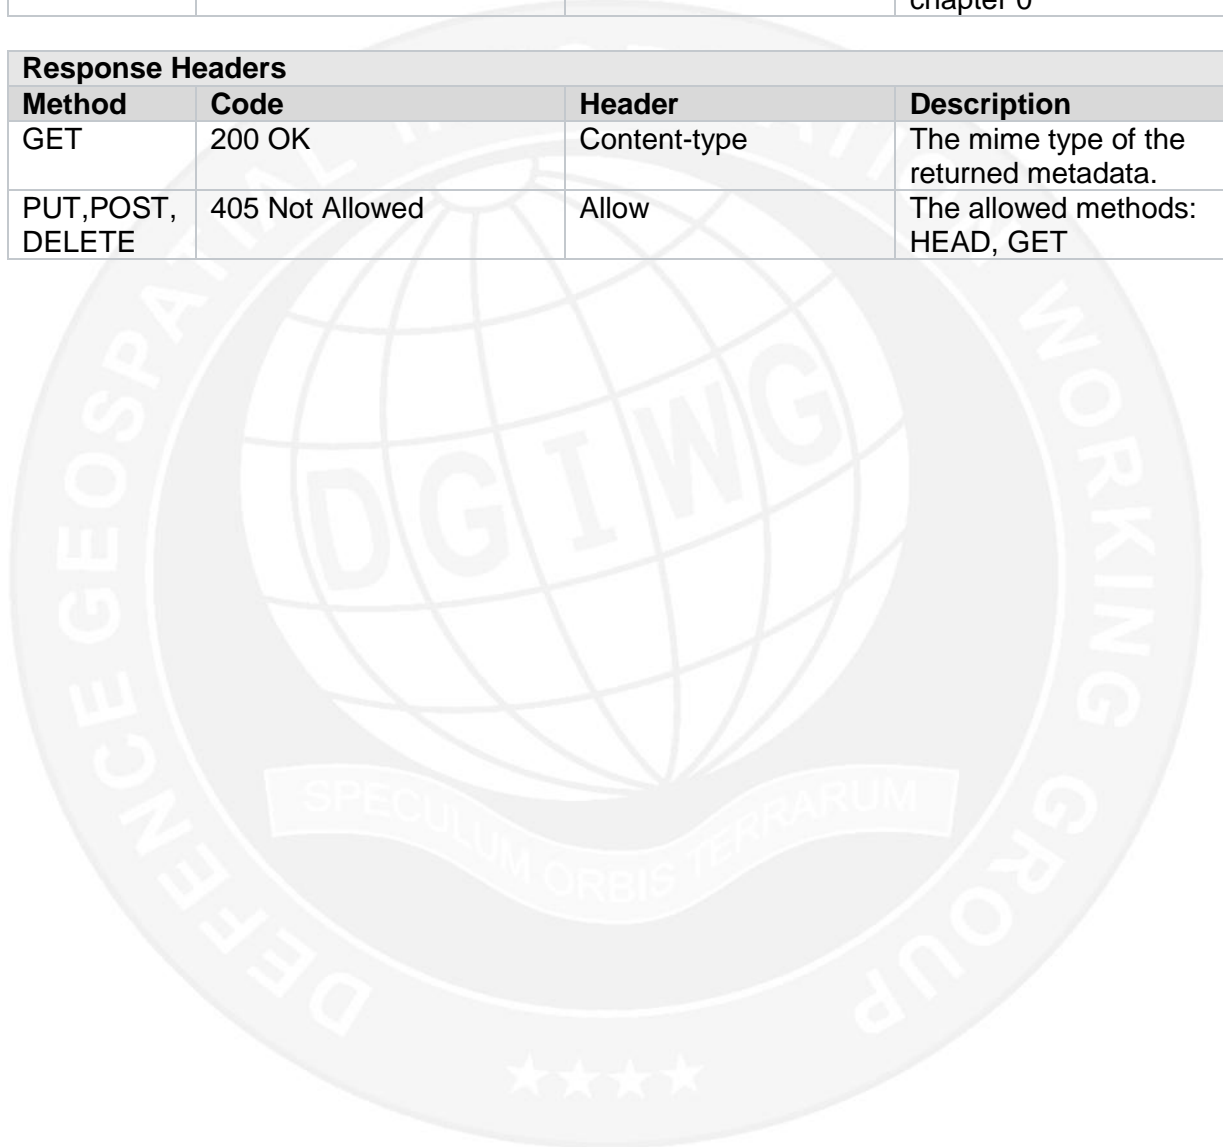 chapter 0
Response Headers
Method Code Header Description
GET 200 OK Content-type The mime type of the
returned metadata.
PUT,POST, 405 Not Allowed Allow The allowed methods:
DELETE HEAD, GET
DEFENCE GEOSPATIAL INFORMATION WORKING GROUP
DGIWG
SPECULUM ORBIS TERRARUM